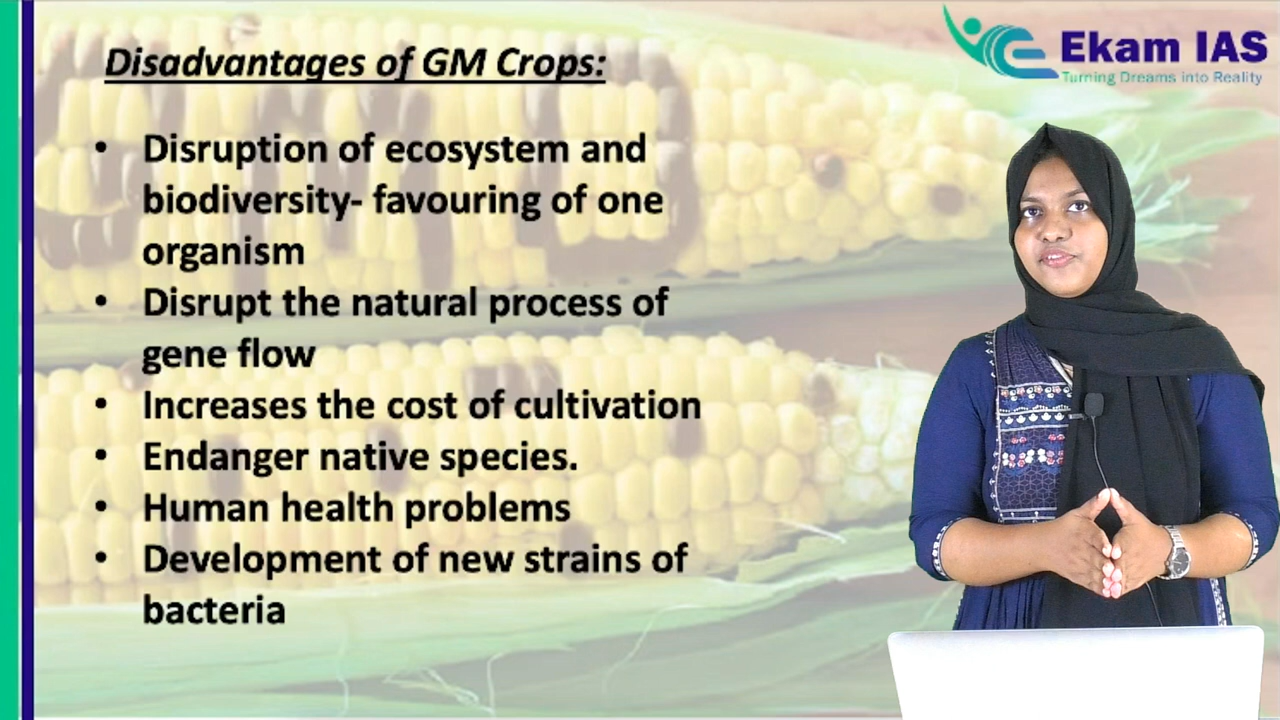 Disadvantages of GM Crops:
Ekam IAS
Turning Dreams into Reality
• Disruption of ecosystem and
biodiversity- favouring of one
organism
• Disrupt the natural process of
gene flow
• Increases the cost of cultivation
• Endanger native species.
• Human health problems
• Development of new strains of
bacteria